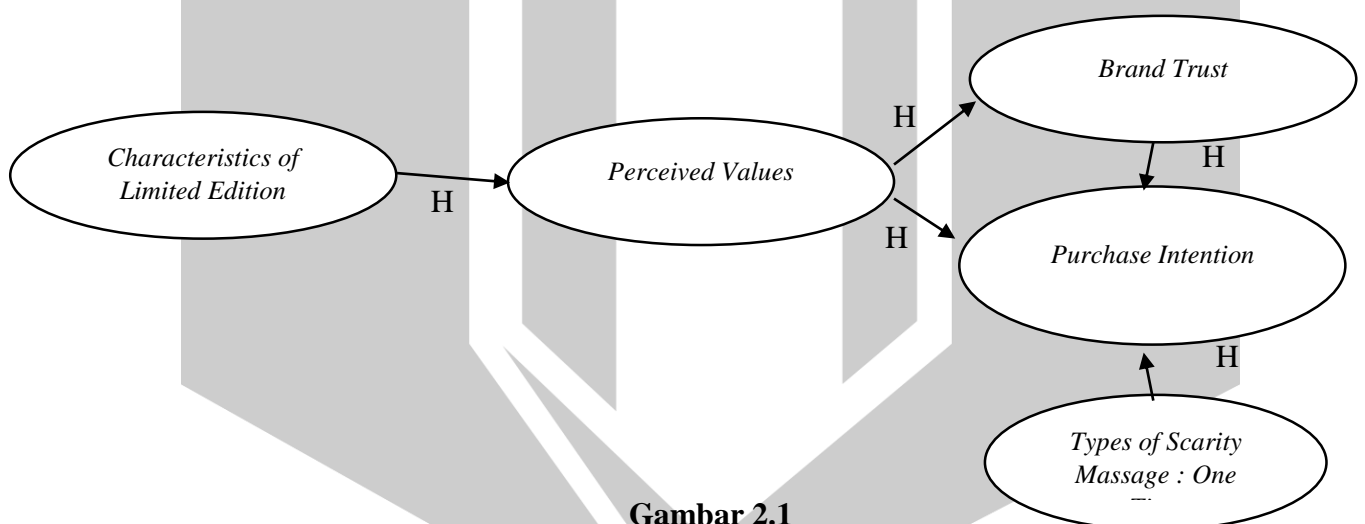 Brand Trust
H
H
Characteristics of
Limited Edition
Perceived Values
H
H
Purchase Intention
H
Types of Scarity
Massage : One
Gambar 2.1